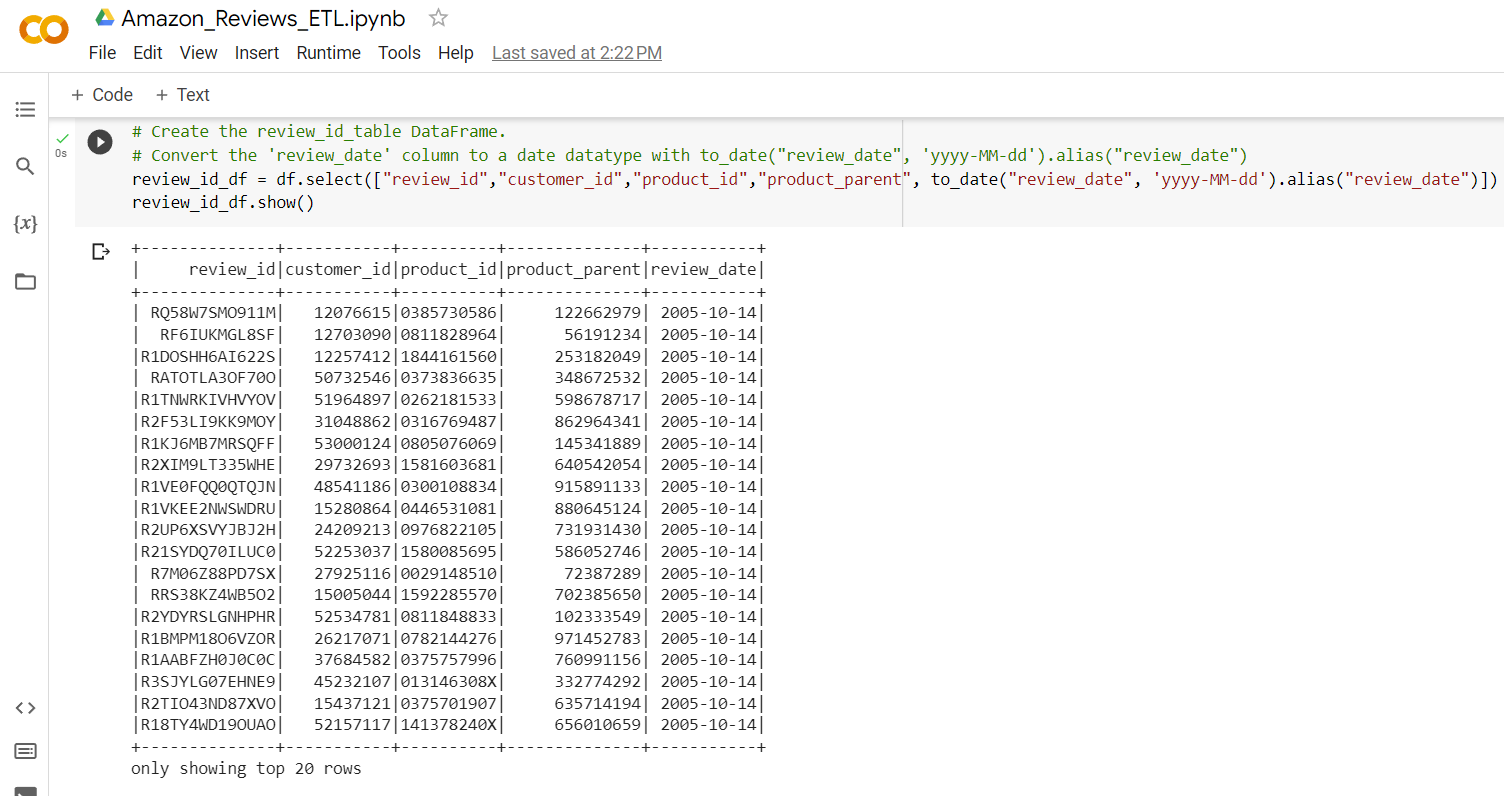 Amazon_Reviews_ETL.ipynb
File Edit View Insert Runtime Tools Help Last saved at 2:22 PM
+ Code + Text
0s
# Create the review_id_table DataFrame.
# Convert the 'review_date' column to a date datatype with to_date("review_date", 'yyyy-MM-dd').alias("review_date")
review_id_df = df.select(["review_id","customer_id","product_id","product_parent", to_date("review_date", 'yyyy-MM-dd').alias("review_date")])
review_id_df.show()
{x}
+--------------+-----------+----------+--------------+-----------+
|     review_id|customer_id|product_id|product_parent|review_date|
+--------------+-----------+----------+--------------+-----------+
| RQ58W7SMO911M|   12076615|0385730586|     122662979| 2005-10-14|
|  RF6IUKMGL8SF|   12703090|0811828964|      56191234| 2005-10-14|
|R1DOSHH6AI622S|   12257412|1844161560|     253182049| 2005-10-14|
| RATOTLA3OF70O|   50732546|0373836635|     348672532| 2005-10-14|
|R1TNWRKIVHVYOV|   51964897|0262181533|     598678717| 2005-10-14|
|R2F53LI9KK9MOY|   31048862|0316769487|     862964341| 2005-10-14|
|R1KJ6MB7MRSQFF|   53000124|0805076069|     145341889| 2005-10-14|
|R2XIM9LT335WHE|   29732693|1581603681|     640542054| 2005-10-14|
|R1VE0FQQ0QTQJN|   48541186|0300108834|     915891133| 2005-10-14|
|R1VKEE2NWSWDRU|   15280864|0446531081|     880645124| 2005-10-14|
|R2UP6XSVYJBJ2H|   24209213|0976822105|     731931430| 2005-10-14|
|R21SYDQ70ILUC0|   52253037|1580085695|     586052746| 2005-10-14|
| R7M06Z88PD7SX|   27925116|0029148510|      72387289| 2005-10-14|
| RRS38KZ4WB5O2|   15005044|1592285570|     702385650| 2005-10-14|
|R2YDYRSLGNHPHR|   52534781|0811848833|     102333549| 2005-10-14|
|R1BMPM18O6VZOR|   26217071|0782144276|     971452783| 2005-10-14|
|R1AABFZH0J0C0C|   37684582|0375757996|     760991156| 2005-10-14|
|R3SJYLG07EHNE9|   45232107|013146308X|     332774292| 2005-10-14|
|R2TIO43ND87XVO|   15437121|0375701907|     635714194| 2005-10-14|
|R18TY4WD19OUAO|   52157117|141378240X|     656010659| 2005-10-14|
+--------------+-----------+----------+--------------+-----------+
only showing top 20 rows